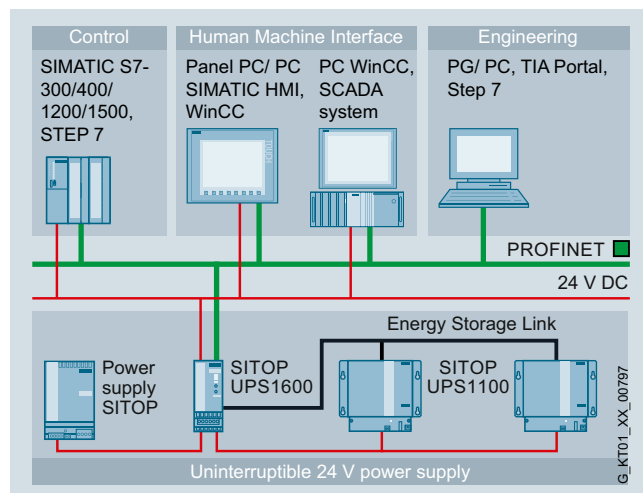 Control
SIMATIC S7-
300/400/
1200/1500,
STEP 7
Human Machine Interface
Panel PC/ PC
SIMATIC HMI,
WinCC
PC WinCC,
SCADA
system
Engineering
PG/ PC, TIA Portal,
Step 7
TOUCH
PROFINET
24 V DC
Energy Storage Link
Power
supply
SITOP
SITOP
UPS1600
SITOP
UPS1100
Uninterruptible 24 V power supply
G_KT01_XX_00797